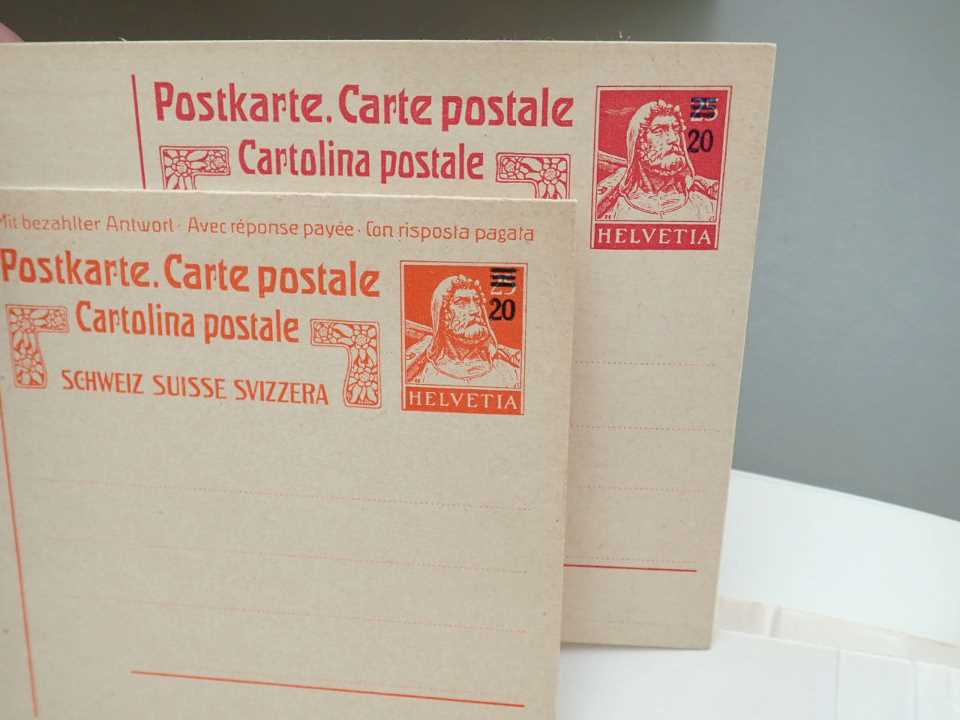 Postkarte. Carte postale
Cartolina postale
25
20
HELVETIA
Mit bezahlter Antwort · Avec réponse payée · Con risposta pagata
Postkarte. Carte postale
Cartolina postale
SCHWEIZ SUISSE SVIZZERA
25
20
HELVETIA